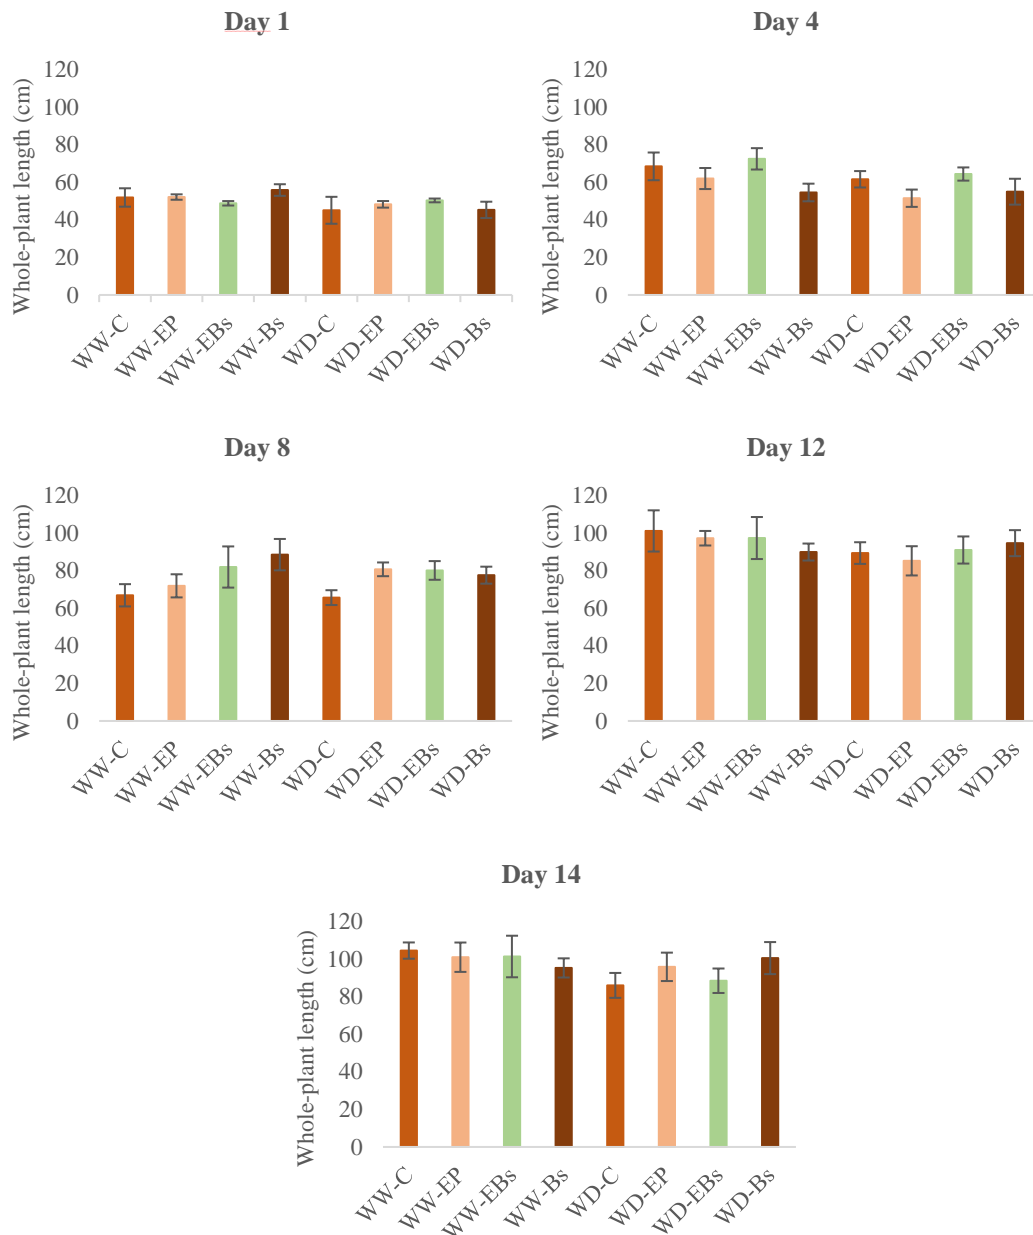 Day 1
Whole-plant length (cm)
120
100
80
60
40
20
0
WW-C
WW-EP
WW-EBs
WW-Bs
WD-C
WD-EP
WD-EBs
WD-Bs
Day 4
Whole-plant length (cm)
120
100
80
60
40
20
0
WW-C
WW-EP
WW-EBs
WW-Bs
WD-C
WD-EP
WD-EBs
WD-Bs
Day 8
Whole-plant length (cm)
120
100
80
60
40
20
0
WW-C
WW-EP
WW-EBs
WW-Bs
WD-C
WD-EP
WD-EBs
WD-Bs
Day 12
Whole-plant length (cm)
120
100
80
60
40
20
0
WW-C
WW-EP
WW-EBs
WW-Bs
WD-C
WD-EP
WD-EBs
WD-Bs
Day 14
Whole-plant length (cm)
120
100
80
60
40
20
0
WW-C
WW-EP
WW-EBs
WW-Bs
WD-C
WD-EP
WD-EBs
WD-Bs